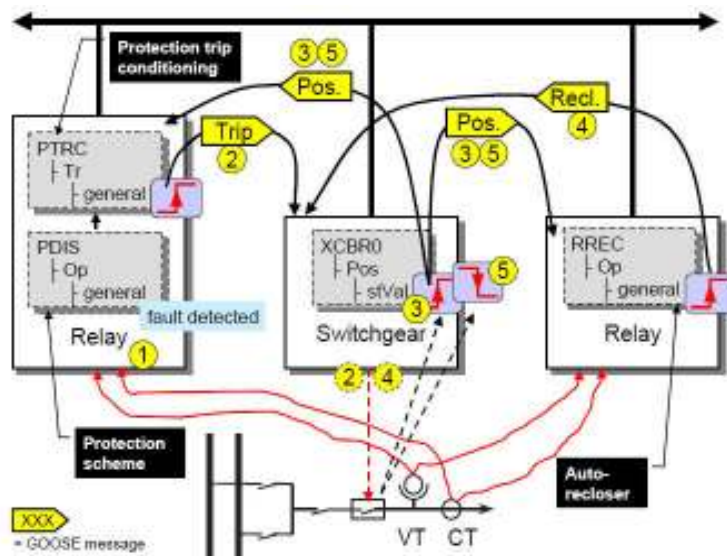 Protection trip
conditioning
3 5
Pos.
Recl.
4
Trip
2
Pos.
3 5
PTRC
Tr
general
PDIS
Op
general
fault detected
Relay
1
XCBR0
Pos
stVal
3
5
Switchgear
2 4
RREC
Op
general
Relay
Protection
scheme
Auto-
recloser
VT CT
XXX
= GOOSE message